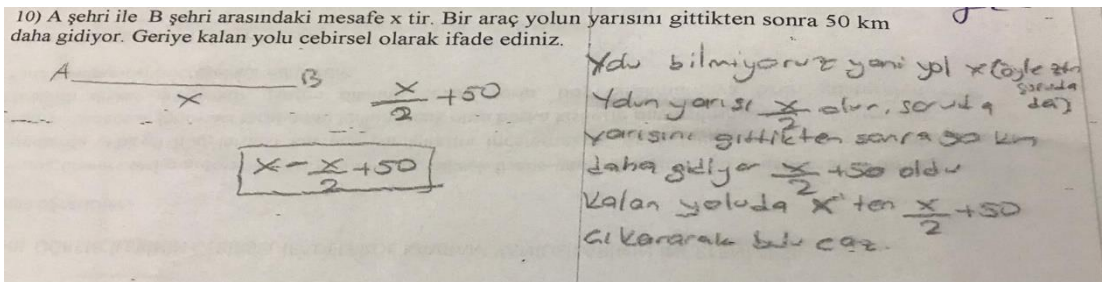 10) A şehri ile B şehri arasındaki mesafe x tir. Bir araç yolun yarısını gittikten sonra 50 km
daha gidiyor. Geriye kalan yolu cebirsel olarak ifade ediniz.
A B
x
x/2 +50
x - x/2 +50
Yolu bilmiyoruz yani yol x (öyle zaten
soruda da)
Yolun yarısı x/2 olur. soruda
yarısını gittikten sonra 50 km
daha gidiyor x/2 +50 oldu
Kalan yoluda x'ten x/2 +50
çıkararak bulucaz.